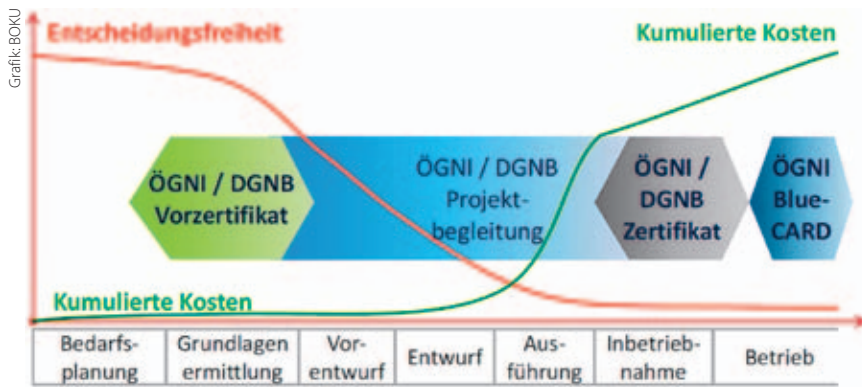 Grafik: BOKU
Entscheidungsfreiheit
Kumulierte Kosten
ÖGNI / DGNB
Vorzertifikat
ÖGNI / DGNB
Projekt-
begleitung
ÖGNI /
DGNB
Zertifikat
ÖGNI
Blue-
CARD
Kumulierte Kosten
Bedarfs-
planung
Grundlagen
ermittlung
Vor-
entwurf
Entwurf
Aus-
führung
Inbetrieb-
nahme
Betrieb